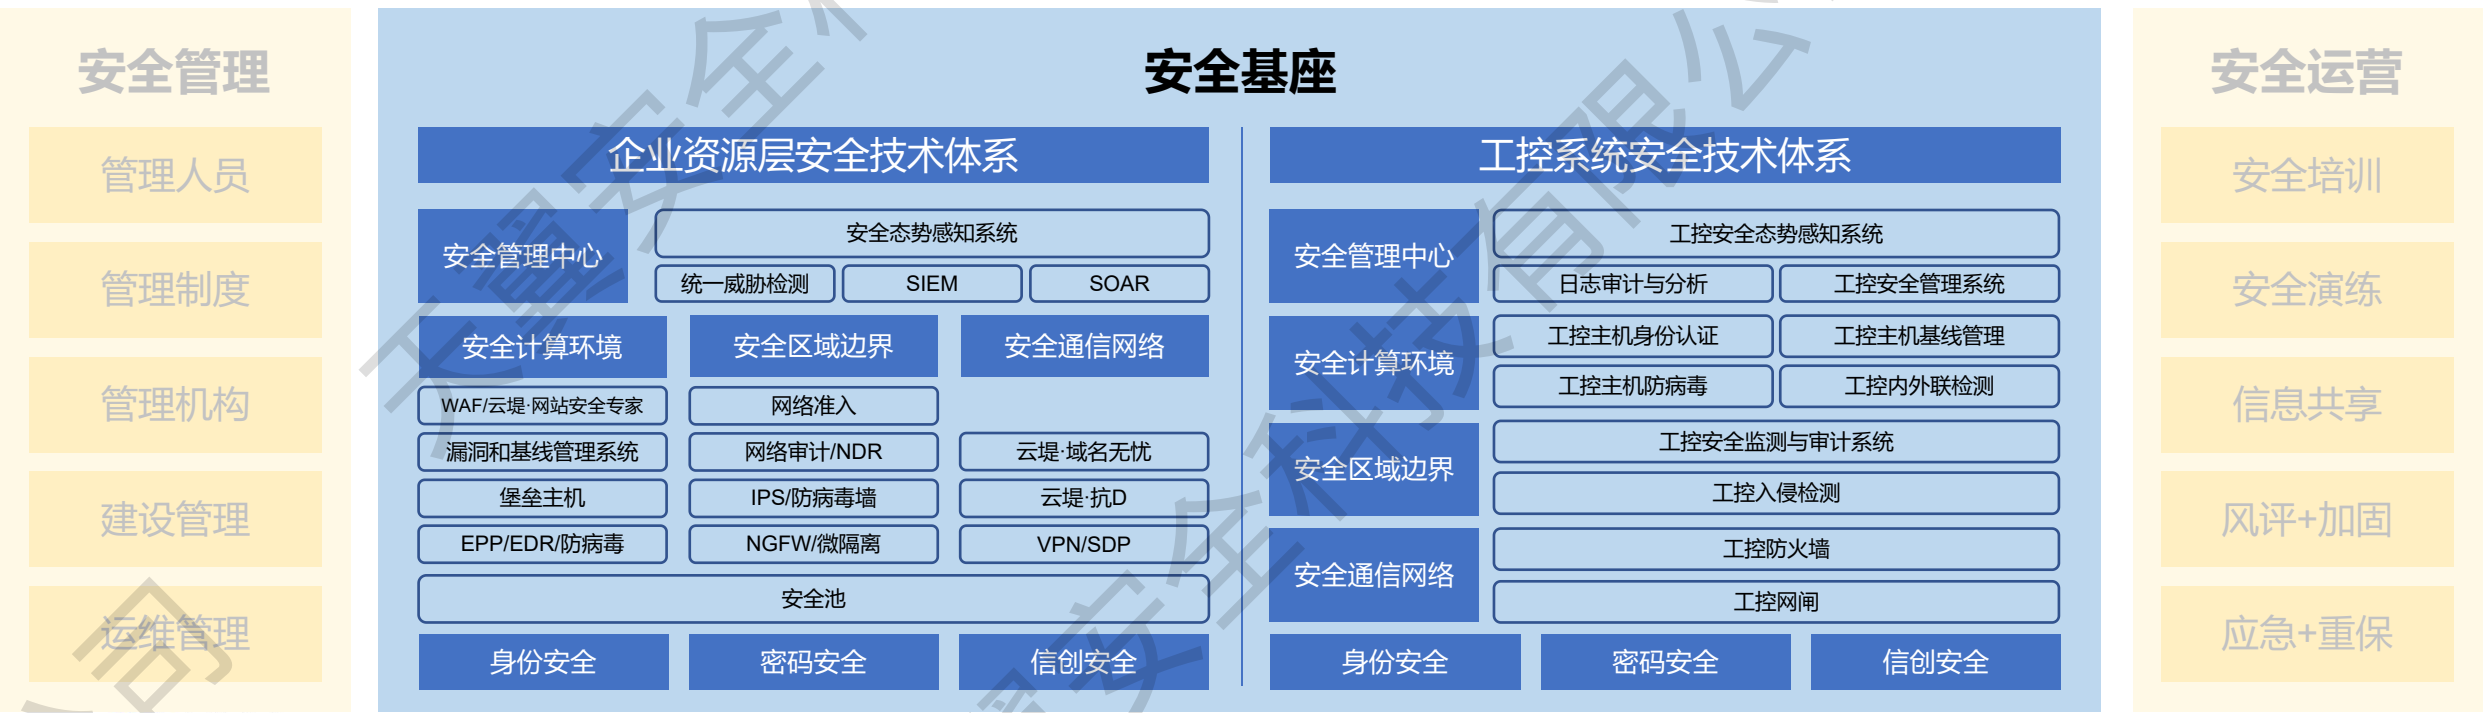 安全管理
管理人员
管理制度
管理机构
建设管理
运维管理
安全基座
企业资源层安全技术体系
安全管理中心
安全态势感知系统
统一威胁检测
SIEM
SOAR
安全计算环境
安全区域边界
安全通信网络
WAF/云堤·网站安全专家
网络准入
漏洞和基线管理系统
网络审计/NDR
云堤·域名无忧
堡垒主机
IPS/防病毒墙
云堤·抗D
EPP/EDR/防病毒
NGFW/微隔离
VPN/SDP
安全池
身份安全
密码安全
信创安全
工控系统安全技术体系
安全管理中心
工控安全态势感知系统
日志审计与分析
工控安全管理系统
安全计算环境
工控主机身份认证
工控主机基线管理
工控主机防病毒
工控内外联检测
安全区域边界
工控安全监测与审计系统
工控入侵检测
安全通信网络
工控防火墙
工控网闸
身份安全
密码安全
信创安全
安全运营
安全培训
安全演练
信息共享
风评+加固
应急+重保
天翼安全科
翼安全科技有限公
公司